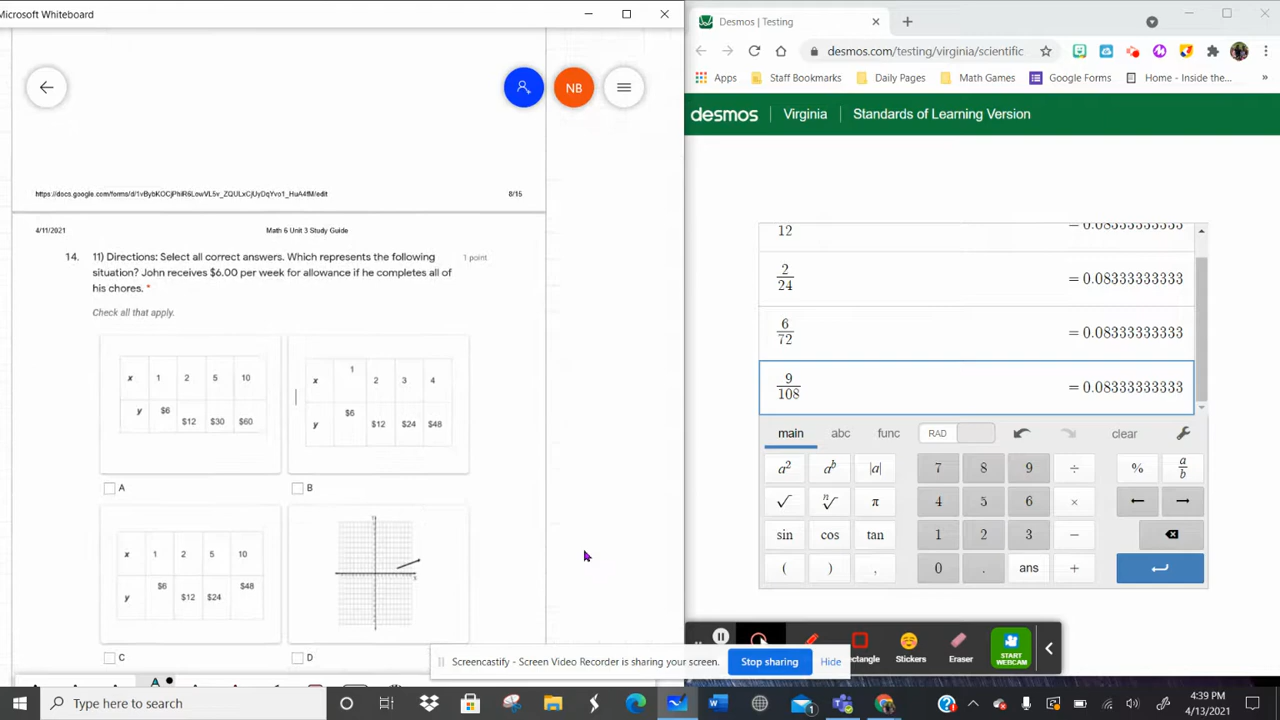 Microsoft Whiteboard
NB
https://docs.google.com/forms/d/1vBybKOCjPhlR6LowVL5v_ZQULxCjUyDqYvo1_HuA4fM/edit
8/15
4/11/2021
Math 6 Unit 3 Study Guide
14.
11) Directions: Select all correct answers. Which represents the following
1 point
situation? John receives $6.00 per week for allowance if he completes all of
his chores. *
Check all that apply.
x 1 2 5 10
y $6 $12 $30 $60
A
x 1 2 3 4
y $6 $12 $24 $48
B
x 1 2 5 10
y $6 $12 $24 $48
C
D
Screencastify - Screen Video Recorder is sharing your screen.
Stop sharing
Hide
Desmos | Testing
desmos.com/testing/virginia/scientific
Apps
Staff Bookmarks
Daily Pages
Math Games
Google Forms
Home - Inside the...
desmos
Virginia
Standards of Learning Version
12 = 0.08333333333
2/24 = 0.08333333333
6/72 = 0.08333333333
9/108 = 0.08333333333
main abc func RAD clear
a² aᵇ |a| 7 8 9 ÷ % a/b
√ ⁿ√ π 4 5 6 × ← →
sin cos tan 1 2 3 −
( ) , 0 . ans +
ctangle
Stickers
Eraser
START
WEBCAM
Type here to search
4:39 PM
4/13/2021